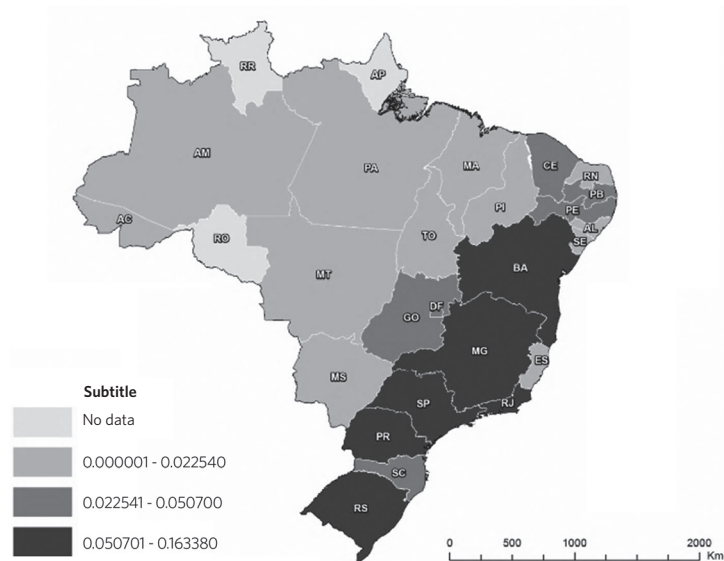 RR
AP
AM
PA
MA
CE
RN
PB
PI
PE
AC
AL
SE
TO
RO
BA
MT
DF
GO
MG
ES
MS
SP
RJ
PR
SC
RS
Subtitle
No data
0.000001 - 0.022540
0.022541 - 0.050700
0.050701 - 0.163380
0 500 1000 2000
Km